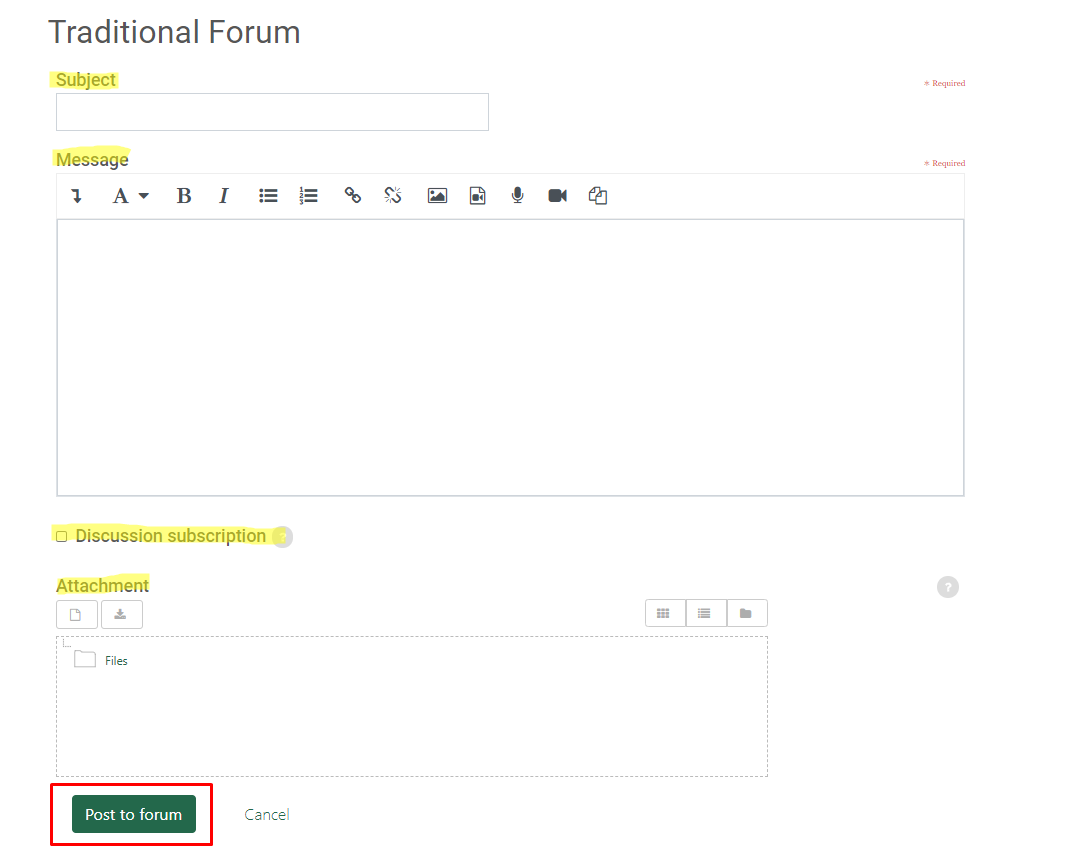 Traditional Forum
Subject
* Required
Message
* Required
A B I
Discussion subscription ?
Attachment
?
Files
Post to forum Cancel